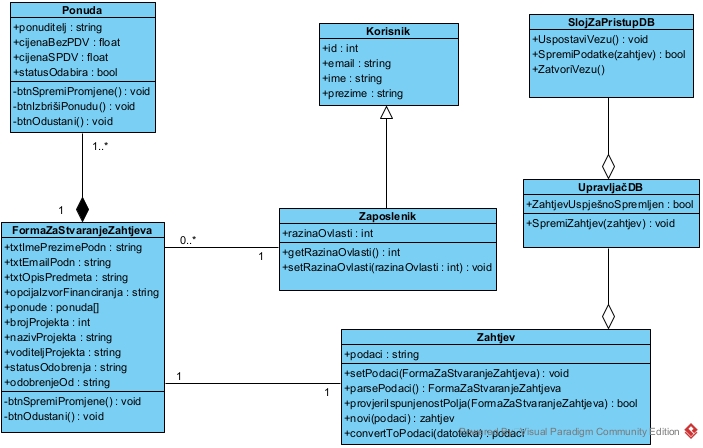 Ponuda
+ponuditelj : string
+cijenaBezPDV : float
+cijenaSPDV : float
+statusOdabira : bool
-btnSpremiPromjene() : void
-btnIzbrišiPonudu() : void
-btnOdustani() : void
Korisnik
+id : int
+email : string
+ime : string
+prezime : string
SlojZaPristupDB
+UspostaviVezu() : void
+SpremiPodatke(zahtjev) : bool
+ZatvoriVezu()
1..*
1
UpravljačDB
+ZahtjevUspješnoSpremljen : bool
+SpremiZahtjev(zahtjev) : void
Zaposlenik
+razinaOvlasti : int
+getRazinaOvlasti() : int
+setRazinaOvlasti(razinaOvlasti : int) : void
0..*
1
FormaZaStvaranjeZahtjeva
+txtImePrezimePodn : string
+txtEmailPodn : string
+txtOpisPredmeta : string
+opcijaIzvorFinanciranja : string
+ponude : ponuda[]
+brojProjekta : int
+nazivProjekta : string
+voditeljProjekta : string
+statusOdobrenja : string
+odobrenjeOd : string
-btnSpremiPromjene() : void
-btnOdustani() : void
1
1
Zahtjev
+podaci : string
+setPodaci(FormaZaStvaranjeZahtjeva) : void
+parsePodaci() : FormaZaStvaranjeZahtjeva
+provjeriIspunjenostPolja(FormaZaStvaranjeZahtjeva) : bool
+novi(podaci) : zahtjev
+convertToPodaci(datoteka) : podaci
Powered By Visual Paradigm Community Edition